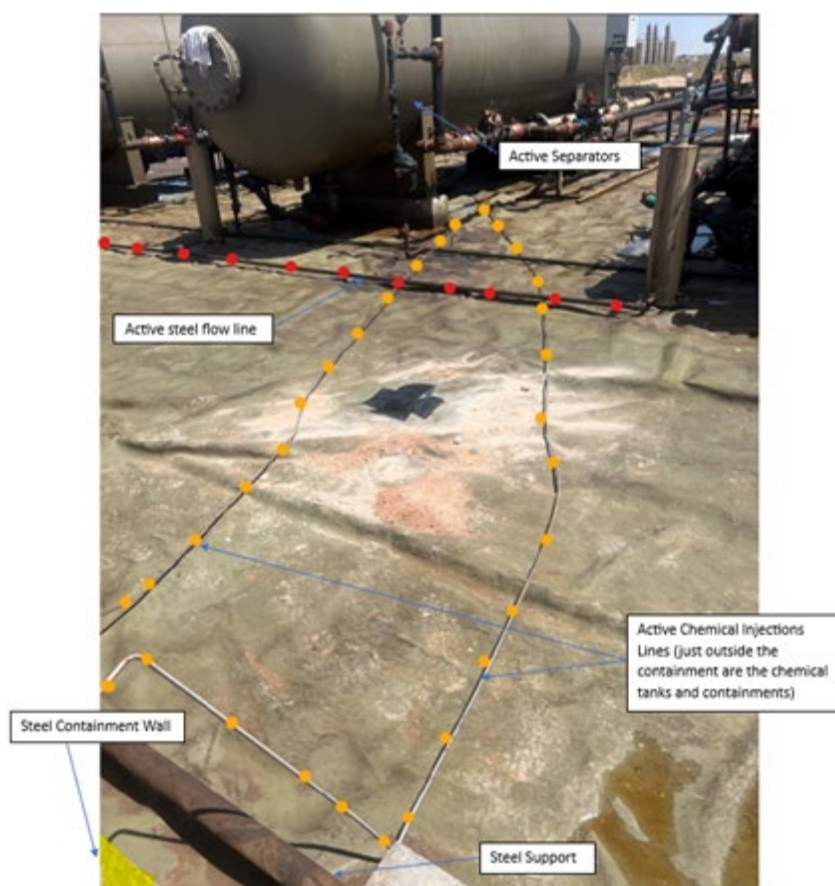 Active Separators
Active steel flow line
Active Chemical Injections
Lines (just outside the
containment are the chemical
tanks and containments)
Steel Containment Wall
Steel Support